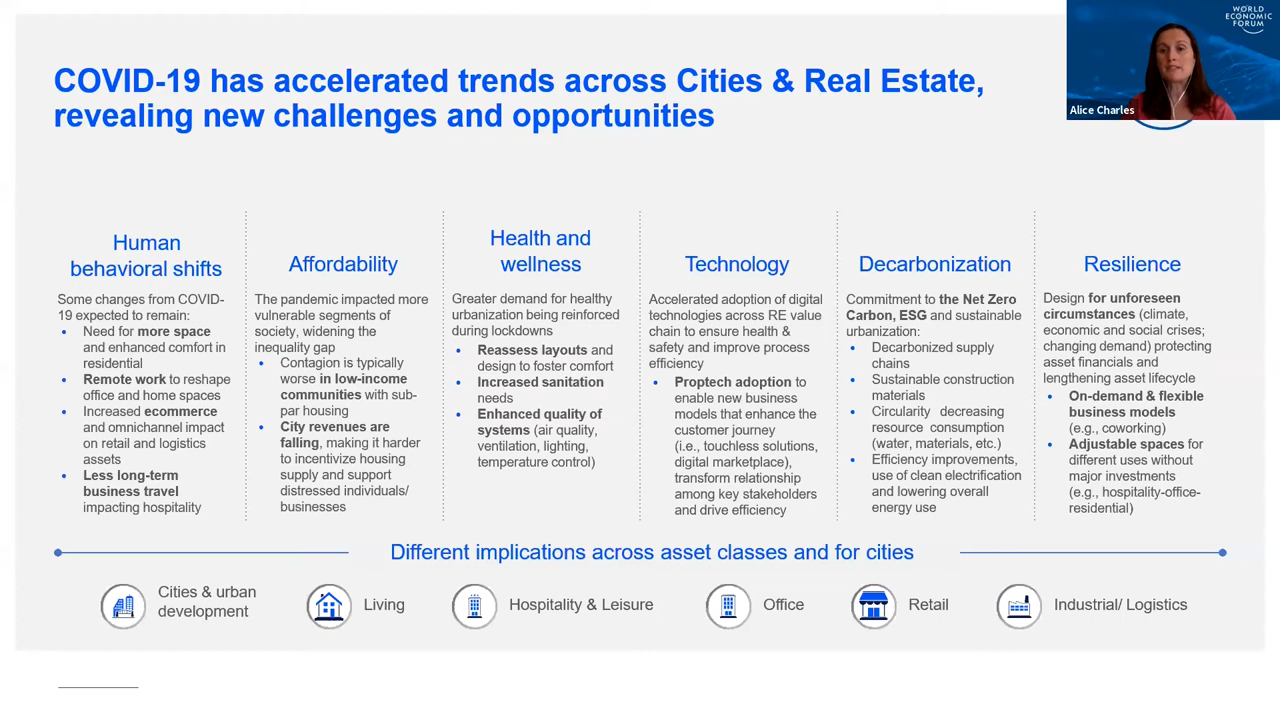 WORLD
ECONOMIC
FORUM
Alice Charles
COVID-19 has accelerated trends across Cities & Real Estate,
revealing new challenges and opportunities
Human
behavioral shifts
Some changes from COVID-
19 expected to remain:
• Need for more space
and enhanced comfort in
residential
• Remote work to reshape
office and home spaces
• Increased ecommerce
and omnichannel impact
on retail and logistics
assets
• Less long-term
business travel
impacting hospitality
Affordability
The pandemic impacted more
vulnerable segments of
society, widening the
inequality gap
• Contagion is typically
worse in low-income
communities with sub-
par housing
• City revenues are
falling, making it harder
to incentivize housing
supply and support
distressed individuals/
businesses
Health and
wellness
Greater demand for healthy
urbanization being reinforced
during lockdowns
• Reassess layouts and
design to foster comfort
• Increased sanitation
needs
• Enhanced quality of
systems (air quality,
ventilation, lighting,
temperature control)
Technology
Accelerated adoption of digital
technologies across RE value
chain to ensure health &
safety and improve process
efficiency
• Proptech adoption to
enable new business
models that enhance the
customer journey
(i.e., touchless solutions,
digital marketplace),
transform relationship
among key stakeholders
and drive efficiency
Decarbonization
Commitment to the Net Zero
Carbon, ESG and sustainable
urbanization:
• Decarbonized supply
chains
• Sustainable construction
materials
• Circularity decreasing
resource consumption
(water, materials, etc.)
• Efficiency improvements,
use of clean electrification
and lowering overall
energy use
Resilience
Design for unforeseen
circumstances (climate,
economic and social crises;
changing demand) protecting
asset financials and
lengthening asset lifecycle
• On-demand & flexible
business models
(e.g., coworking)
• Adjustable spaces for
different uses without
major investments
(e.g., hospitality-office-
residential)
Different implications across asset classes and for cities
Cities & urban
development
Living
Hospitality & Leisure
Office
Retail
Industrial/ Logistics